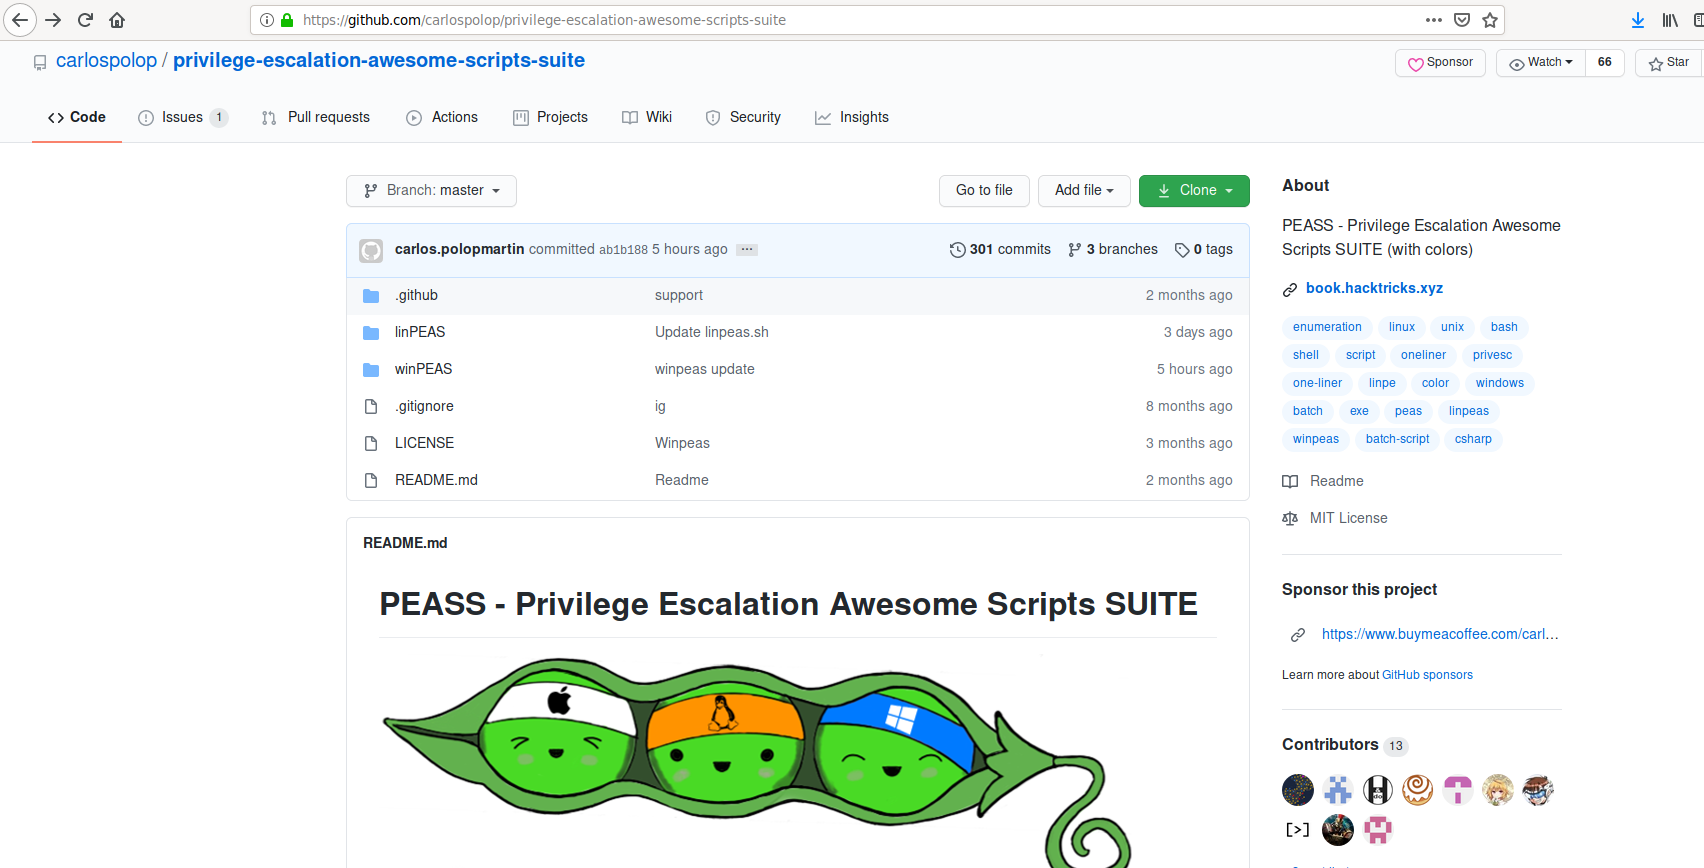 https://github.com/carlospolop/privilege-escalation-awesome-scripts-suite
carlospolop / privilege-escalation-awesome-scripts-suite
Sponsor
Watch
66
Star
Code
Issues 1
Pull requests
Actions
Projects
Wiki
Security
Insights
Branch: master
Go to file
Add file
Clone
carlos.polopmartin committed ab1b188 5 hours ago
301 commits
3 branches
0 tags
.github support 2 months ago
linPEAS Update linpeas.sh 3 days ago
winPEAS winpeas update 5 hours ago
.gitignore ig 8 months ago
LICENSE Winpeas 3 months ago
README.md Readme 2 months ago
README.md
PEASS - Privilege Escalation Awesome Scripts SUITE
About
PEASS - Privilege Escalation Awesome
Scripts SUITE (with colors)
book.hacktricks.xyz
enumeration linux unix bash
shell script oneliner privesc
one-liner linpe color windows
batch exe peas linpeas
winpeas batch-script csharp
Readme
MIT License
Sponsor this project
https://www.buymeacoffee.com/carl...
Learn more about GitHub sponsors
Contributors 13
[>]